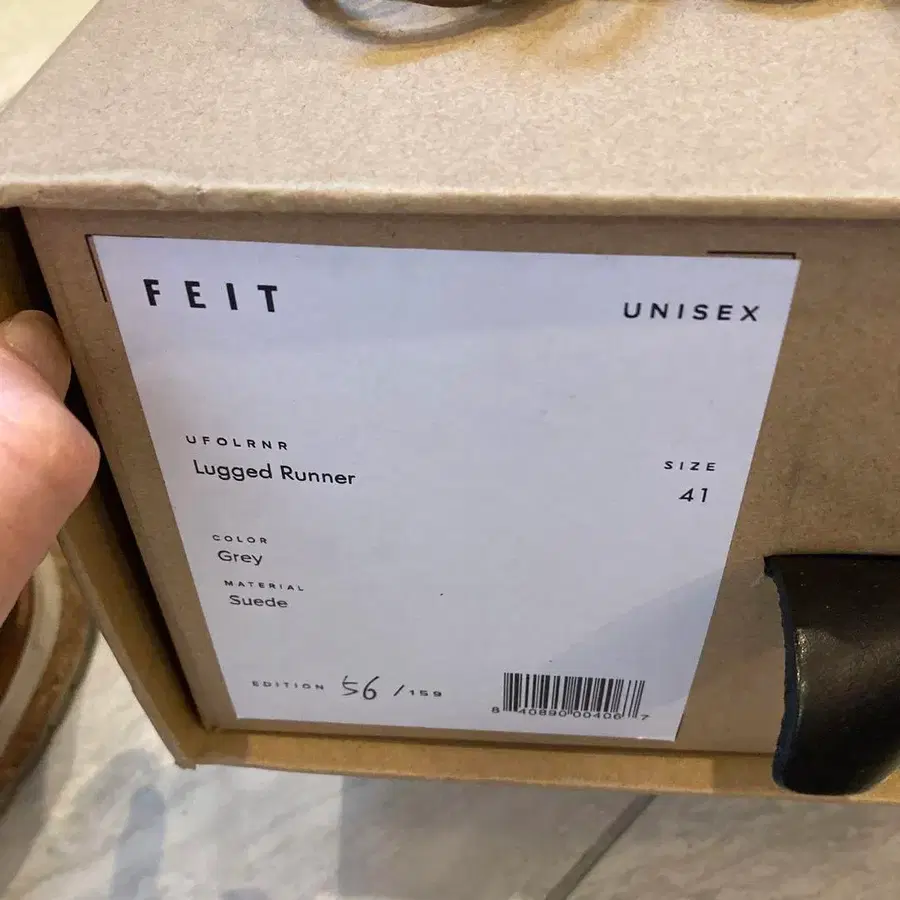 FEIT
UNISEX
UFOLRNR
Lugged Runner
SIZE
41
COLOR
Grey
MATERIAL
Suede
EDITION 56 /159
8 40890 00406 7